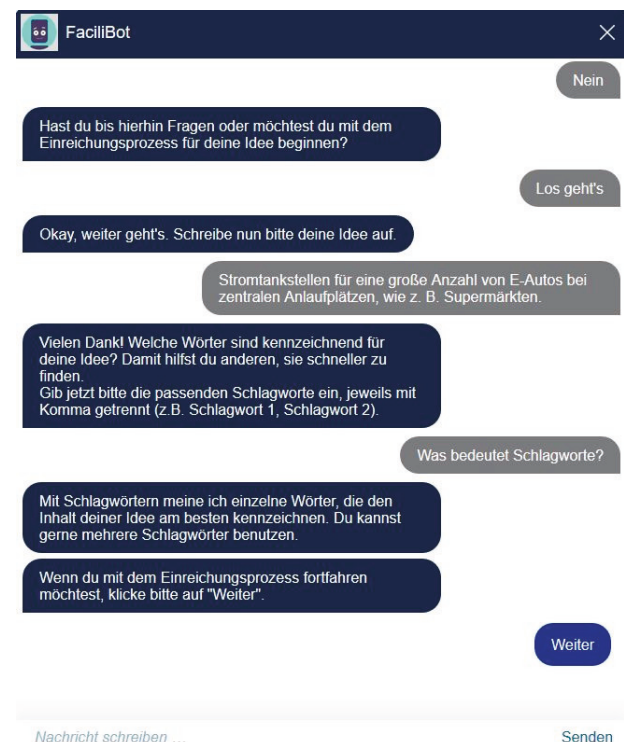 FaciliBot
Nein
Hast du bis hierhin Fragen oder möchtest du mit dem
Einreichungsprozess für deine Idee beginnen?
Los geht's
Okay, weiter geht's. Schreibe nun bitte deine Idee auf.
Stromtankstellen für eine große Anzahl von E-Autos bei
zentralen Anlaufplätzen, wie z. B. Supermärkten.
Vielen Dank! Welche Wörter sind kennzeichnend für
deine Idee? Damit hilfst du anderen, sie schneller zu
finden.
Gib jetzt bitte die passenden Schlagworte ein, jeweils mit
Komma getrennt (z.B. Schlagwort 1, Schlagwort 2).
Was bedeutet Schlagworte?
Mit Schlagwörtern meine ich einzelne Wörter, die den
Inhalt deiner Idee am besten kennzeichnen. Du kannst
gerne mehrere Schlagwörter benutzen.
Wenn du mit dem Einreichungsprozess fortfahren
möchtest, klicke bitte auf "Weiter".
Weiter
Nachricht schreiben ... Senden